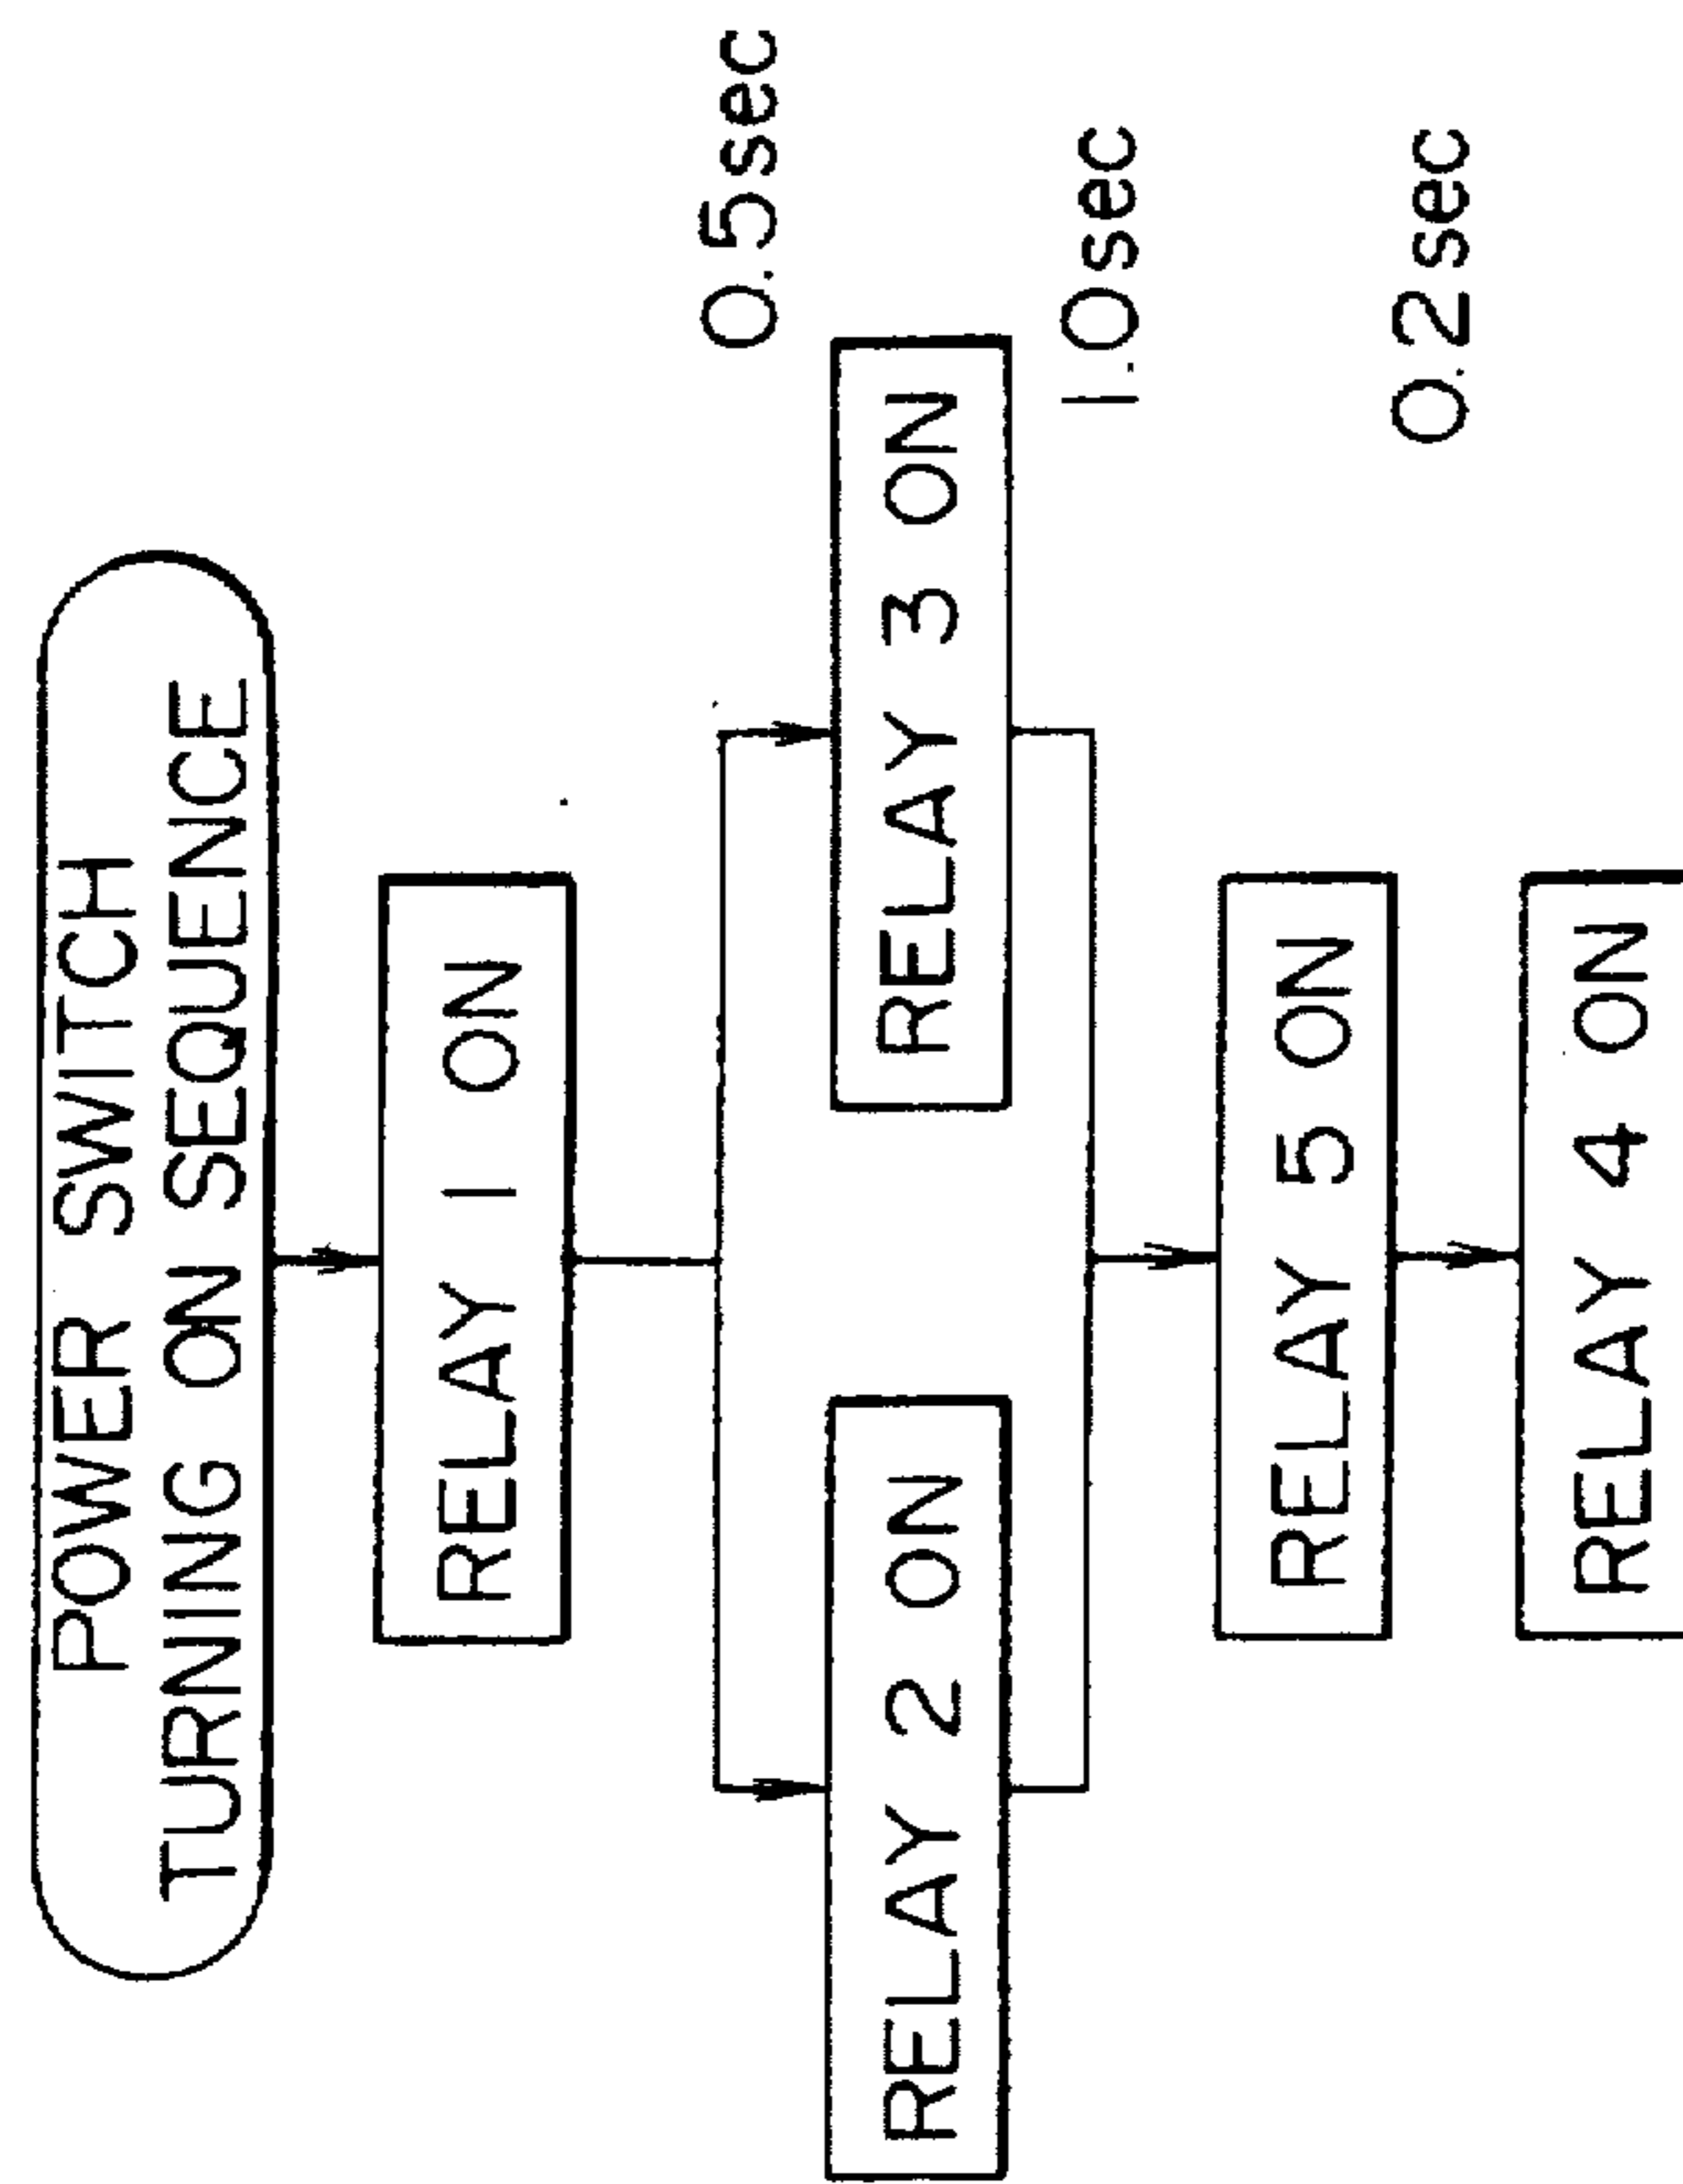 POWER SWITCH
TURNING ON SEQUENCE
RELAY 1 ON
0.5sec
RELAY 2 ON
RELAY 3 ON
1.0sec
RELAY 5 ON
0.2sec
RELAY 4 ON